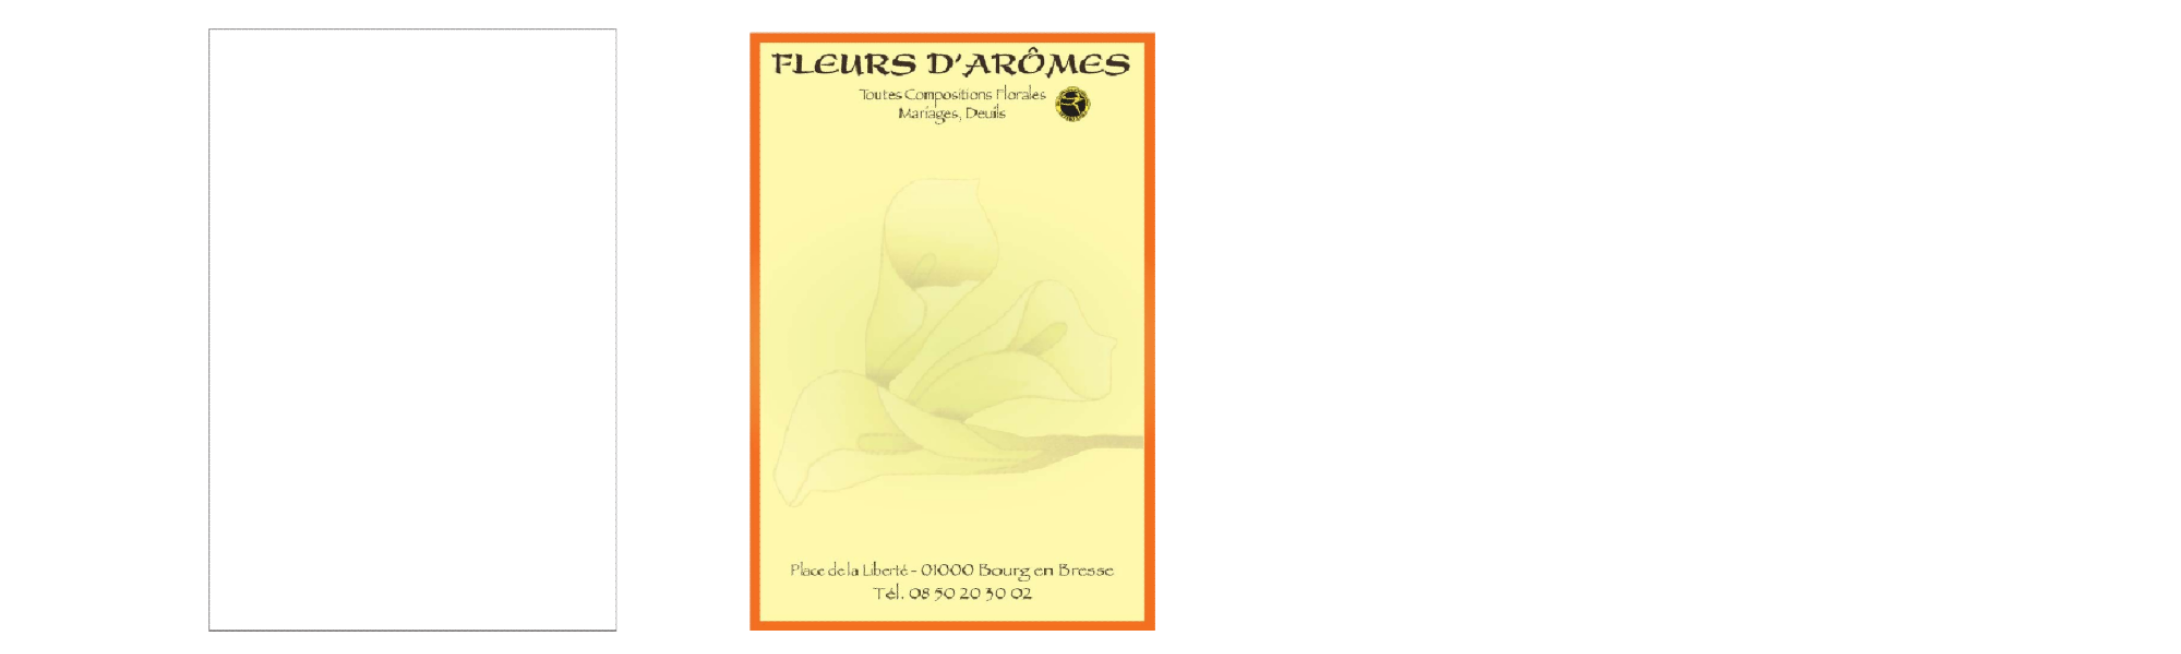 FLEURS D'ARÔMES
Toutes Compositions Florales
Mariages, Deuils
Place de la Liberté - 01000 Bourg en Bresse
Tél. 08 50 20 30 02